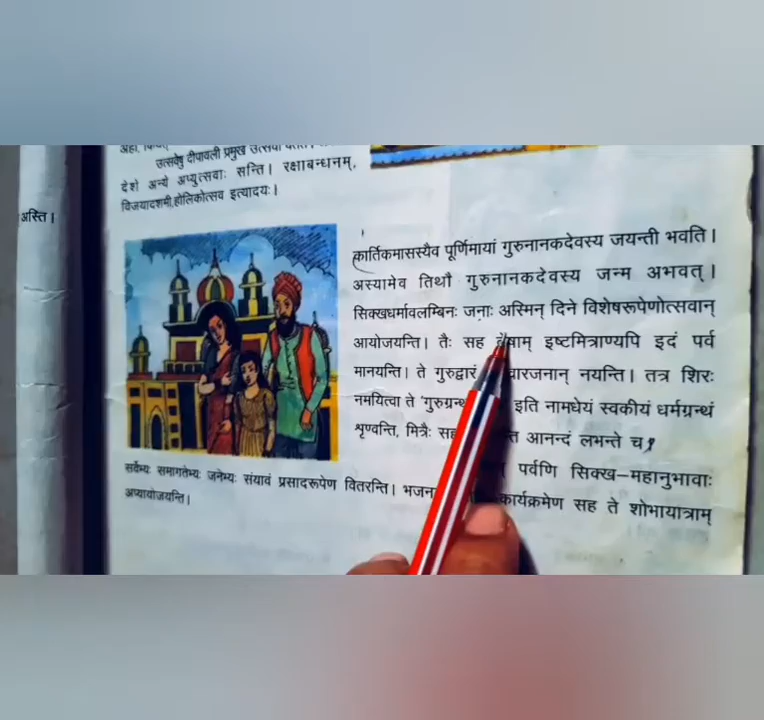 उत्सवेषु दीपावली प्रमुख उत्सवो
देशे अन्ये अप्युत्सवाः सन्ति। रक्षाबन्धनम्,
विजयादशमी,होलिकोत्सव इत्यादयः।
अस्ति।
कार्तिकमासस्यैव पूर्णिमायां गुरुनानकदेवस्य जयन्ती भवति।
अस्यामेव तिथौ गुरुनानकदेवस्य जन्म अभवत्।
सिक्खधर्मावलम्बिनः जनाः अस्मिन् दिने विशेषरूपेणोत्सवान्
आयोजयन्ति। तैः सह इष्टमित्राण्यपि इदं पर्व
मानयन्ति। ते गुरुद्वारं नयन्ति। तत्र शिरः
नमयित्वा ते इति नामधेयं स्वकीयं धर्मग्रन्थं
शृण्वन्ति, मित्रैः आनन्दं लभन्ते च।
पर्वणि सिक्ख–महानुभावाः
सर्वेभ्यः समागतेभ्यः जनेभ्यः संयावं प्रसादरूपेण वितरन्ति। कार्यक्रमेण सह ते शोभायात्राम्
अप्यायोजयन्ति।